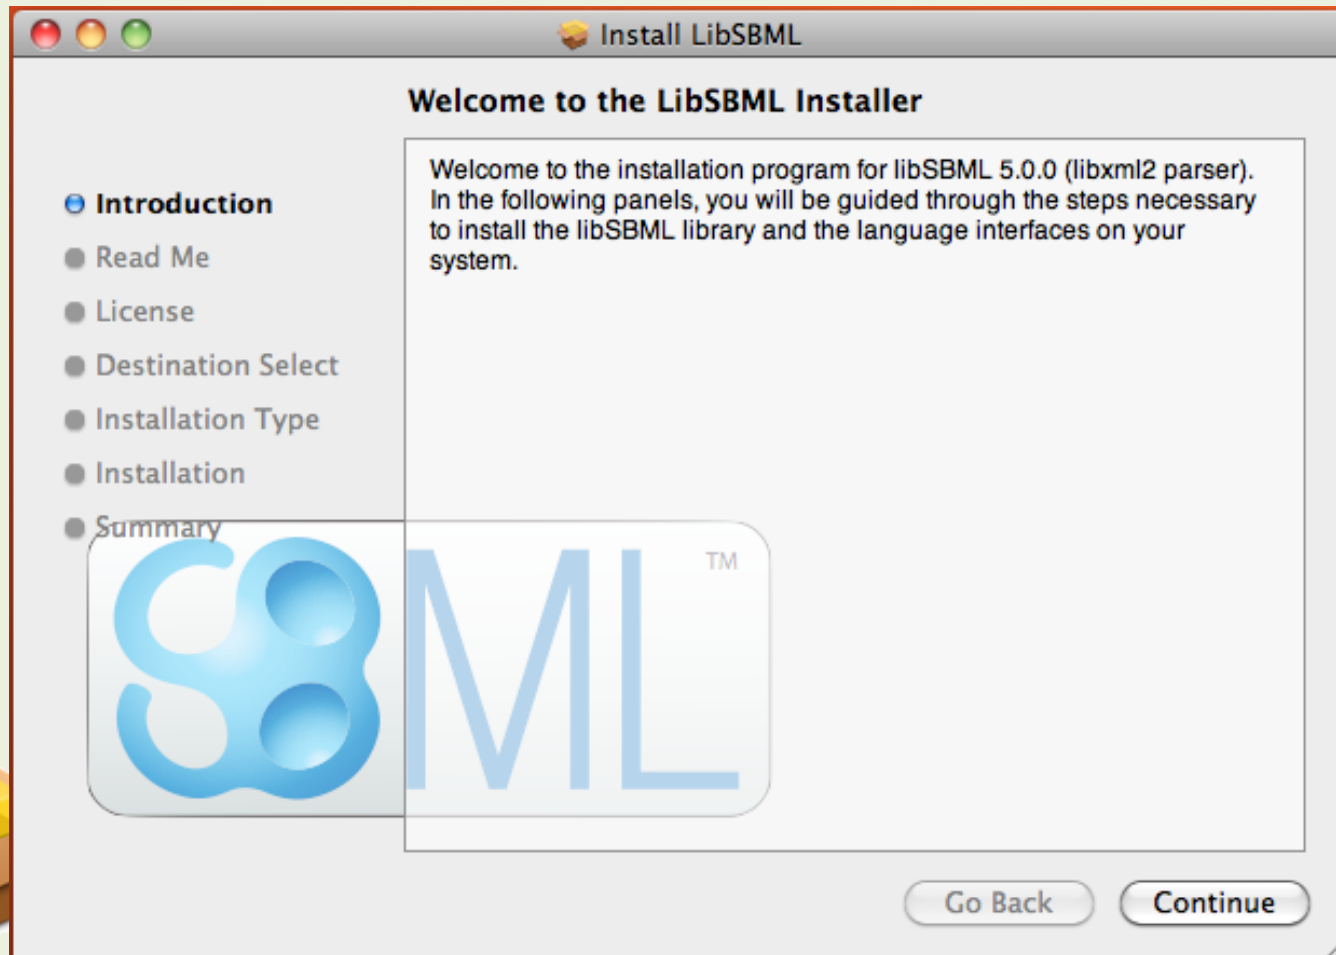 Install LibSBML
Welcome to the LibSBML Installer
Introduction
Read Me
License
Destination Select
Installation Type
Installation
Summary
Welcome to the installation program for libSBML 5.0.0 (libxml2 parser).
In the following panels, you will be guided through the steps necessary
to install the libSBML library and the language interfaces on your
system.
SBML TM
Go Back
Continue